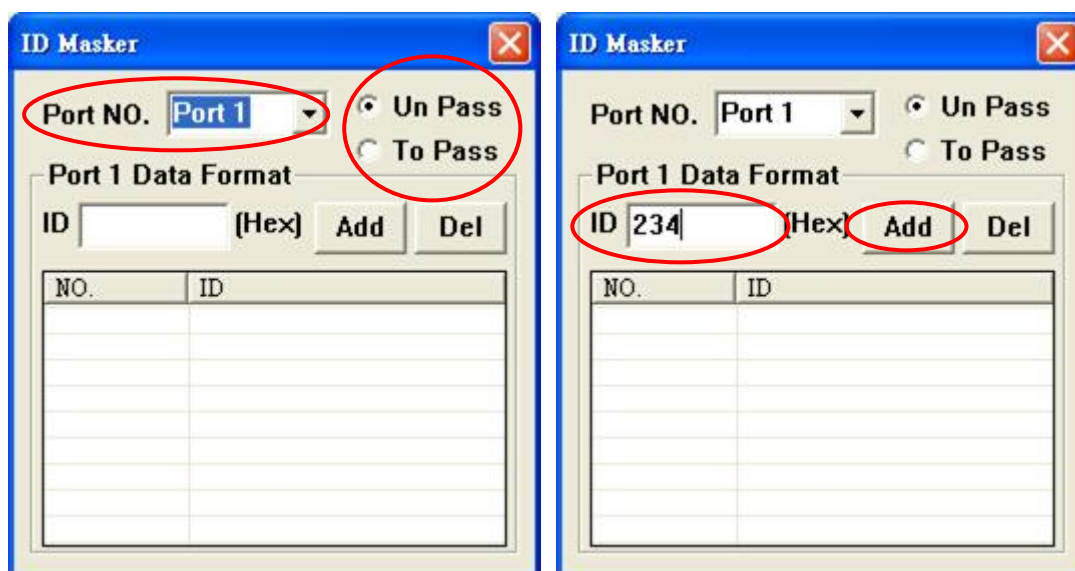 ID Masker
Port NO. Port 1 Un Pass
To Pass
Port 1 Data Format
ID (Hex) Add Del
NO. ID
ID Masker
Port NO. Port 1 Un Pass
To Pass
Port 1 Data Format
ID 234 (Hex) Add Del
NO. ID